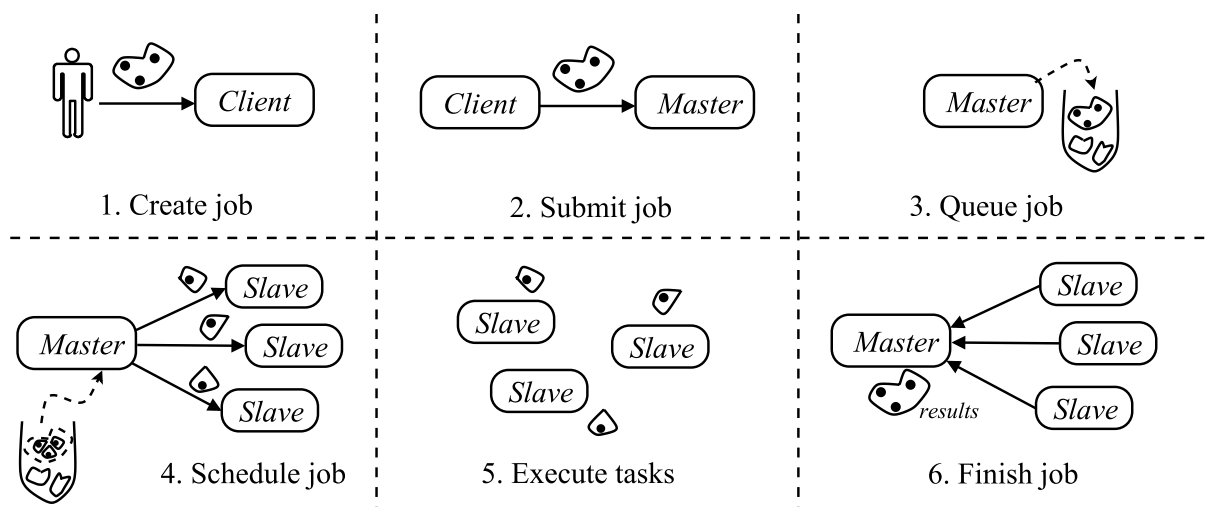 Client
1. Create job
Client
Master
2. Submit job
Master
3. Queue job
Slave
Master
Slave
Slave
4. Schedule job
Slave
Slave
Slave
5. Execute tasks
Slave
Master
Slave
Slave
results
6. Finish job